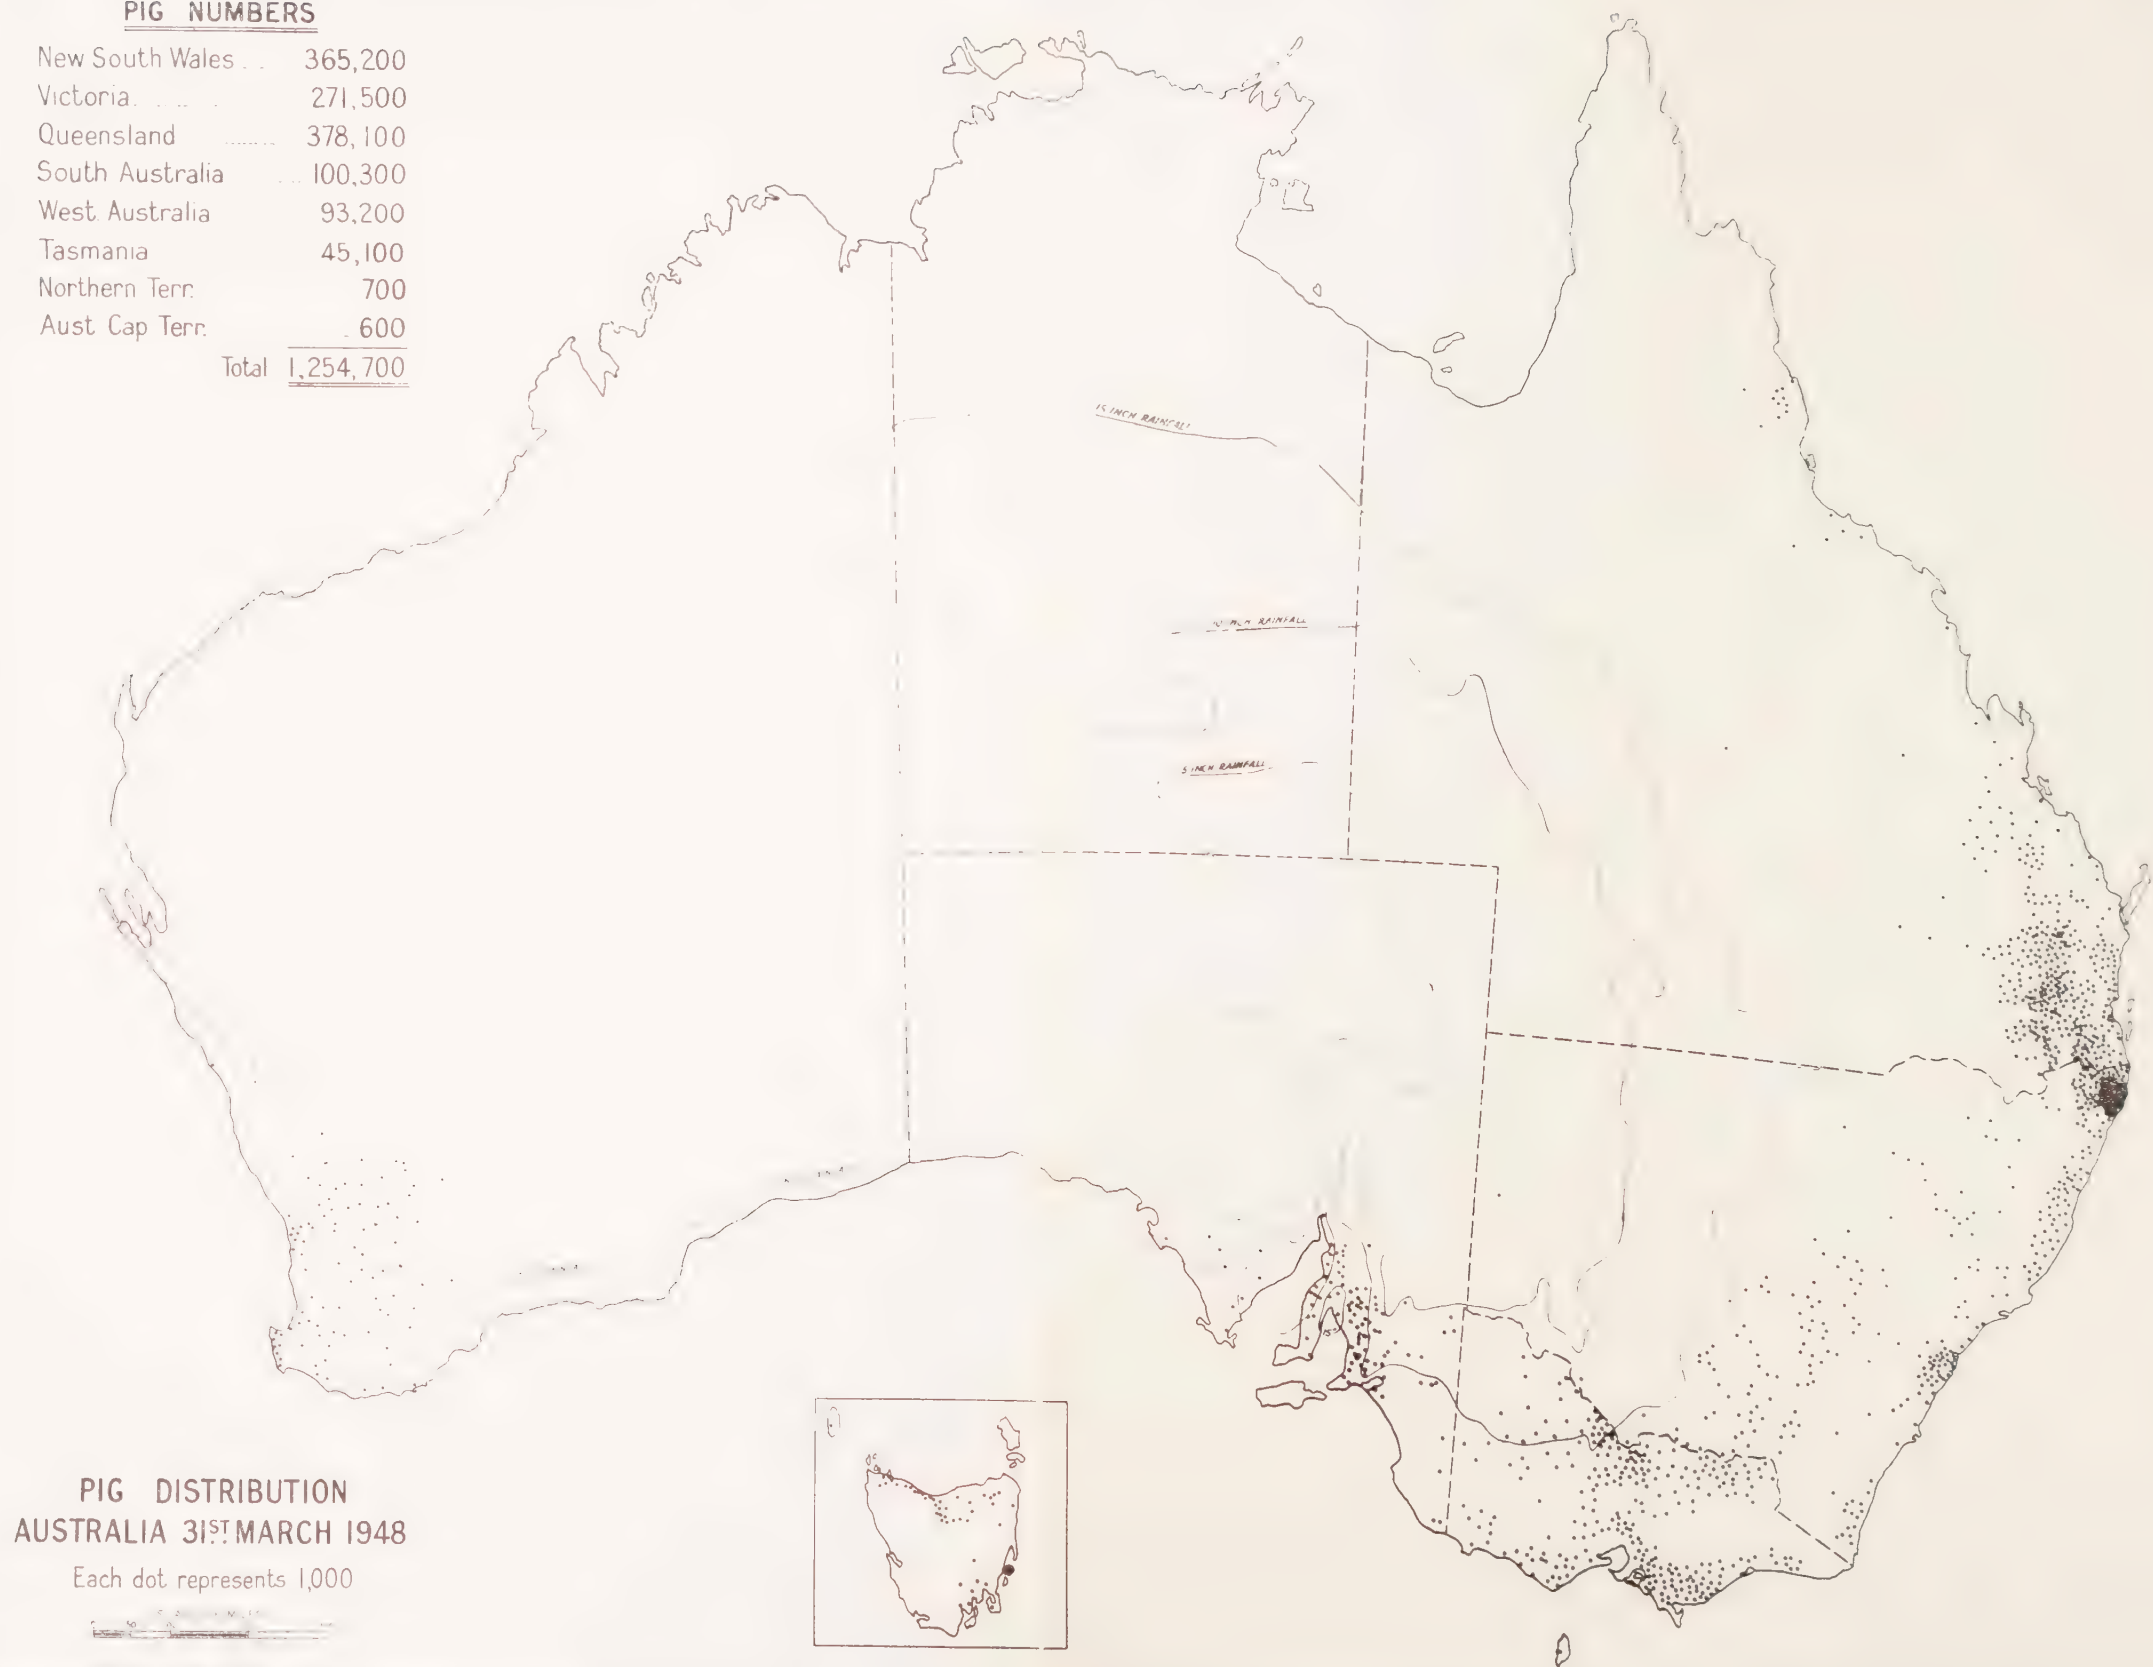 PIG NUMBERS
New South Wales . . 365,200
Victoria. . .. . 271,500
Queensland ........ 378,100
South Australia ... 100,300
West. Australia 93,200
Tasmania 45,100
Northern Terr. 700
Aust Cap Terr. . 600
Total 1,254,700
15 INCH RAINFALL
INCH RAINFALL
5 INCH RAINFALL
PIG DISTRIBUTION
AUSTRALIA 31ST MARCH 1948
Each dot represents 1,000